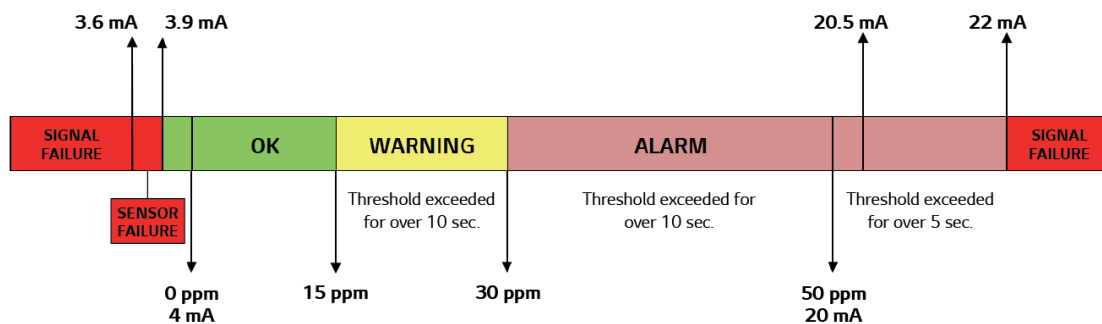 3.6 mA
3.9 mA
20.5 mA
22 mA
SIGNAL
FAILURE
OK
WARNING
ALARM
SIGNAL
FAILURE
SENSOR
FAILURE
Threshold exceeded
for over 10 sec.
Threshold exceeded for
over 10 sec.
Threshold exceeded
for over 5 sec.
0 ppm
4 mA
15 ppm
30 ppm
50 ppm
20 mA